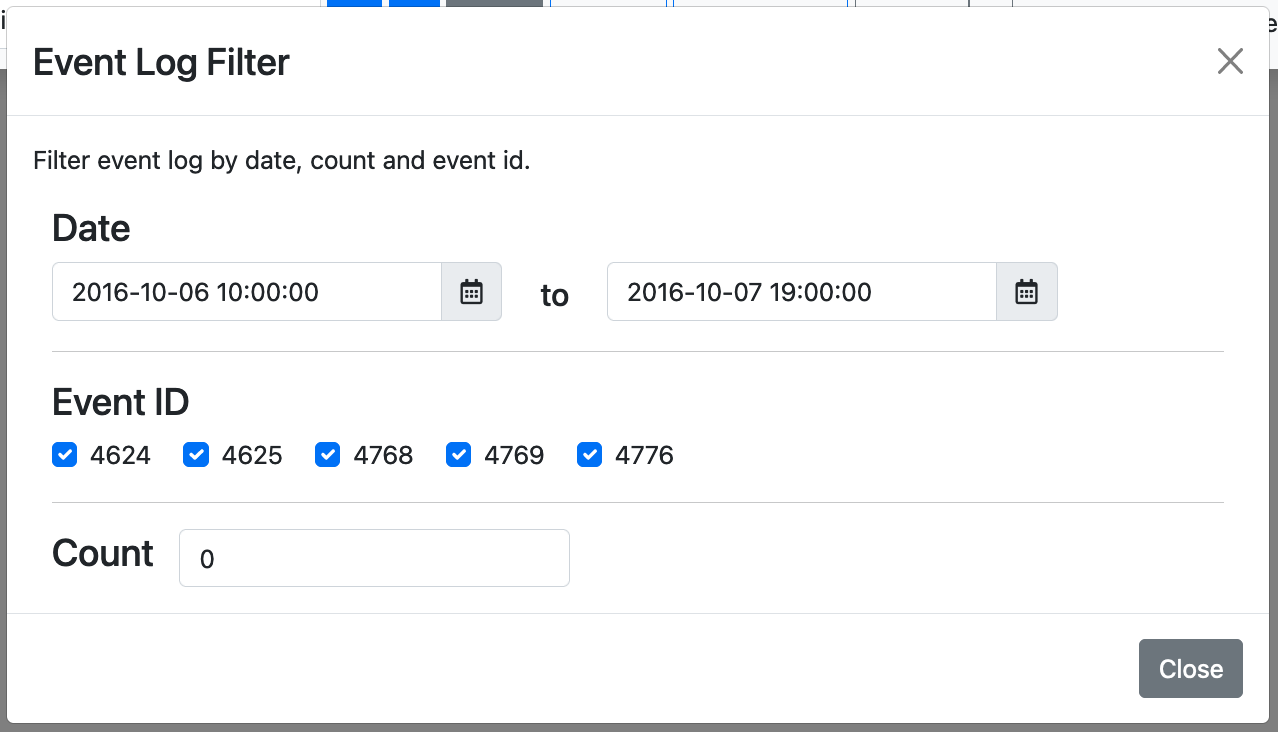 Event Log Filter
Filter event log by date, count and event id.
Date
2016-10-06 10:00:00 to 2016-10-07 19:00:00
Event ID
4624 4625 4768 4769 4776
Count 0
Close